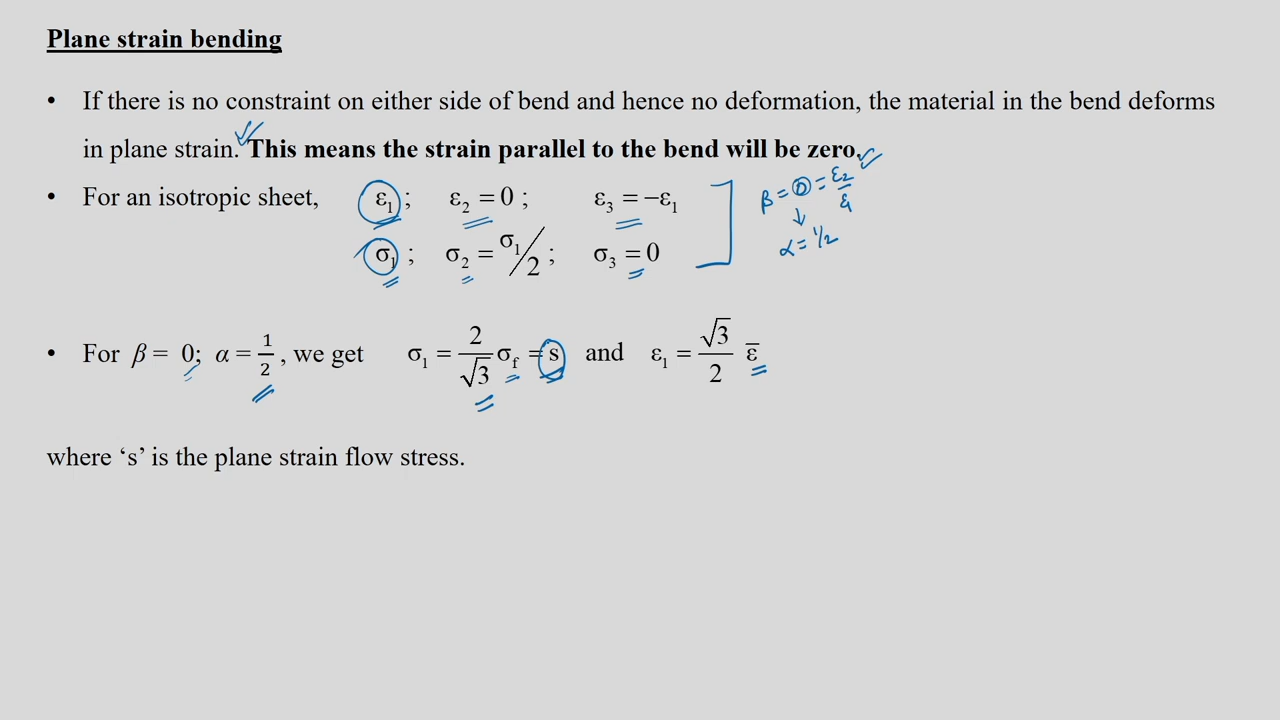 Plane strain bending
• If there is no constraint on either side of bend and hence no deformation, the material in the bend deforms
in plane strain. This means the strain parallel to the bend will be zero.
• For an isotropic sheet, ε₁ ; ε₂ = 0 ; ε₃ = −ε₁
σ₁ ; σ₂ = σ₁/2 ; σ₃ = 0
β = 0 = ε₂/ε₁
↓
α = 1/2
• For β = 0; α = 1/2 , we get σ₁ = 2/√3 σf = s and ε₁ = √3/2 ε̅
where ‘s’ is the plane strain flow stress.